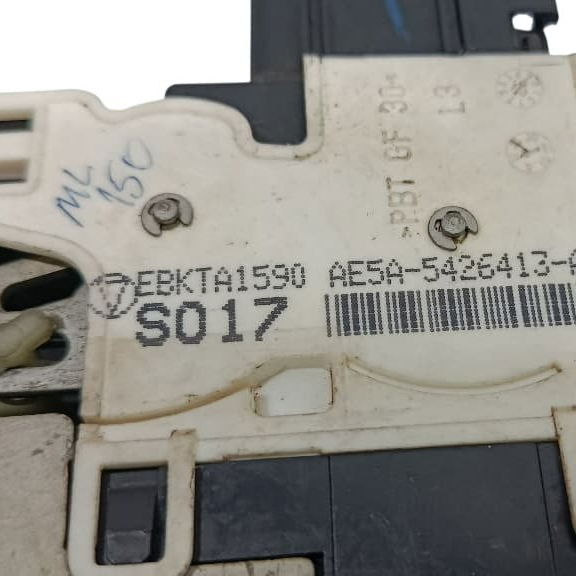 >PBT GF 30<
L3
ML
150
EBKTA1590 AE5A-5426413-A
S017